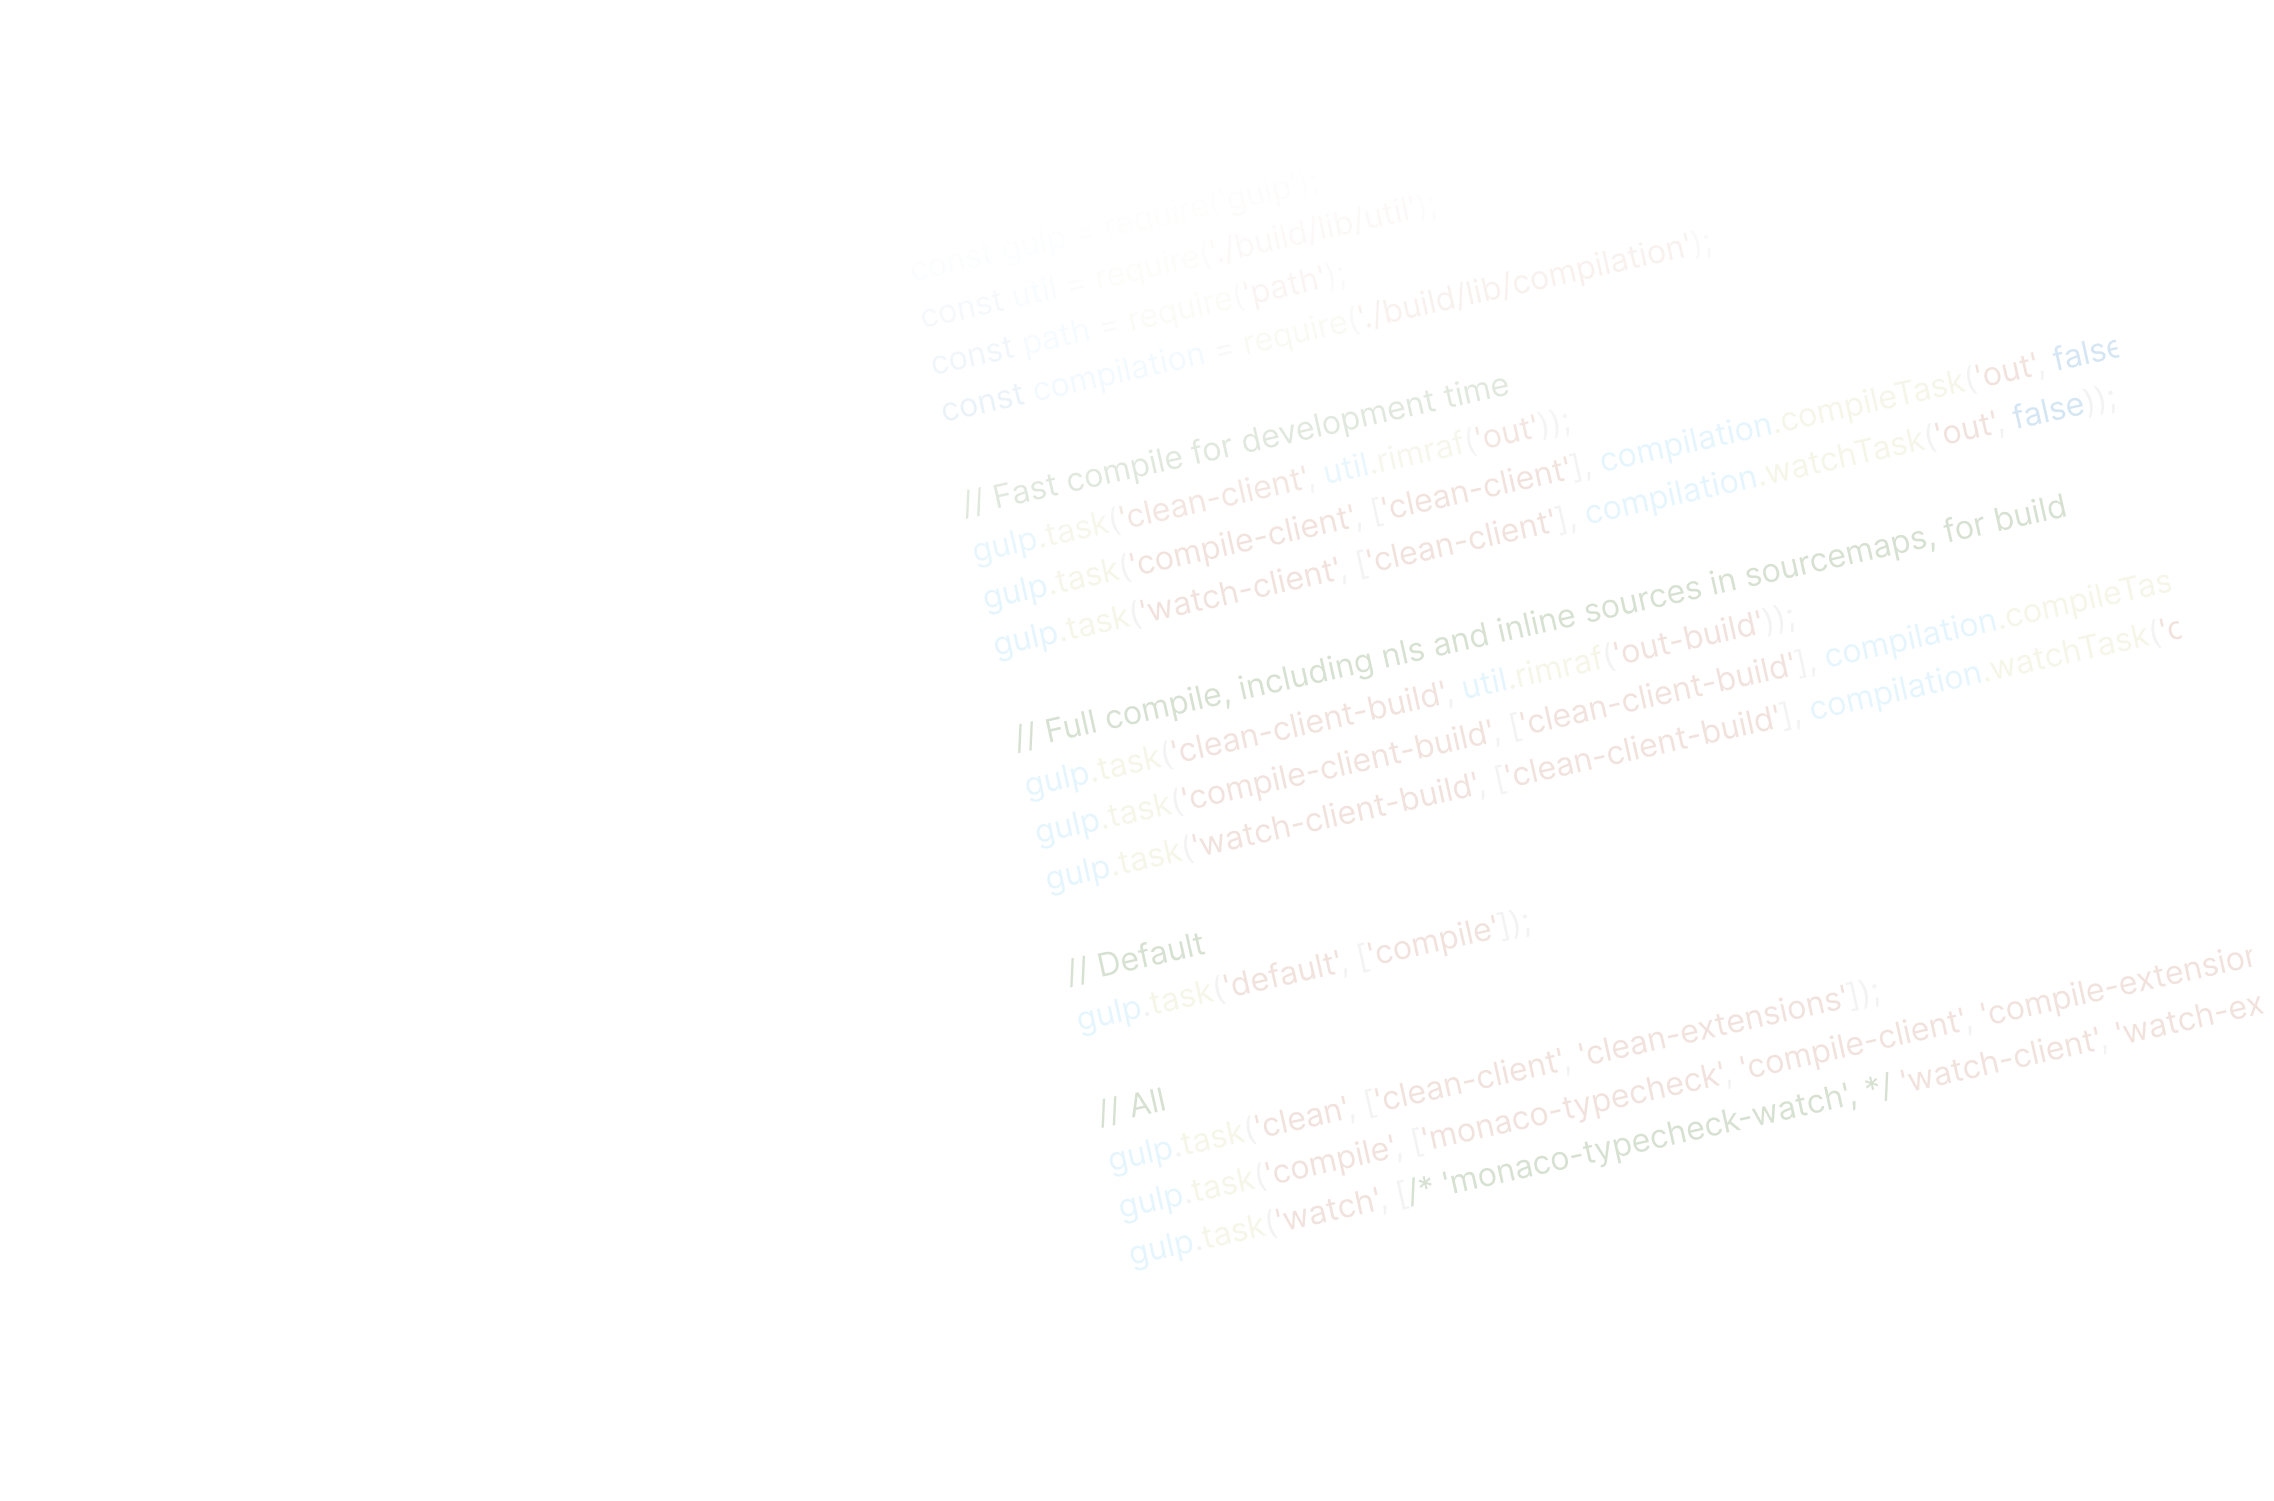 const gulp = require('gulp');
const util = require('./build/lib/util');
const path = require('path');
const compilation = require('./build/lib/compilation');
// Fast compile for development time
gulp.task('clean-client', util.rimraf('out'));
gulp.task('compile-client', ['clean-client'], compilation.compileTask('out', false
gulp.task('watch-client', ['clean-client'], compilation.watchTask('out', false));
// Full compile, including nls and inline sources in sourcemaps, for build
gulp.task('clean-client-build', util.rimraf('out-build'));
gulp.task('compile-client-build', ['clean-client-build'], compilation.compileTas
gulp.task('watch-client-build', ['clean-client-build'], compilation.watchTask('
// Default
gulp.task('default', ['compile']);
// All
gulp.task('clean', ['clean-client', 'clean-extensions']);
gulp.task('compile', ['monaco-typecheck', 'compile-client', 'compile-extension
gulp.task('watch', [/* 'monaco-typecheck-watch', */ 'watch-client', 'watch-ex